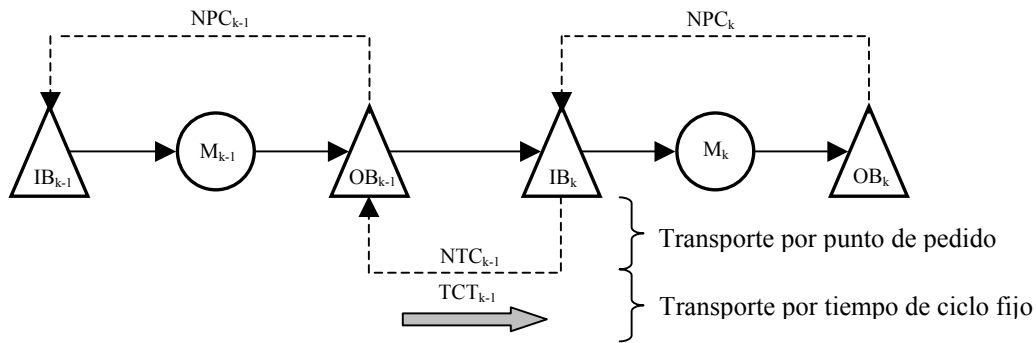 NPCk-1
NPCk
IBk-1
Mk-1
OBk-1
IBk
Mk
OBk
NTCk-1
Transporte por punto de pedido
TCTk-1
Transporte por tiempo de ciclo fijo